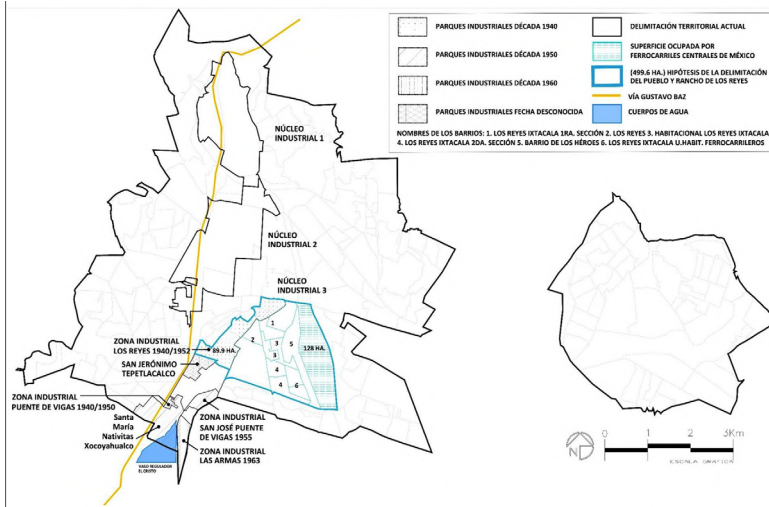 PARQUES INDUSTRIALES DÉCADA 1940
PARQUES INDUSTRIALES DÉCADA 1950
PARQUES INDUSTRIALES DÉCADA 1960
PARQUES INDUSTRIALES FECHA DESCONOCIDA
DELIMITACIÓN TERRITORIAL ACTUAL
SUPERFICIE OCUPADA POR
FERROCARRILES CENTRALES DE MÉXICO
(499.6 HA.) HIPÓTESIS DE LA DELIMITACIÓN
DEL PUEBLO Y RANCHO DE LOS REYES
VÍA GUSTAVO BAZ
CUERPOS DE AGUA
NOMBRES DE LOS BARRIOS: 1. LOS REYES IXTACALA 1RA. SECCIÓN 2. LOS REYES 3. HABITACIONAL LOS REYES IXTACALA
4. LOS REYES IXTACALA 2DA. SECCIÓN 5. BARRIO DE LOS HÉROES 6. LOS REYES IXTACALA U.HABIT. FERROCARRILEROS
NÚCLEO
INDUSTRIAL 1
NÚCLEO
INDUSTRIAL 2
NÚCLEO
INDUSTRIAL 3
ZONA INDUSTRIAL
LOS REYES 1940/1952
89.9 HA.
1
2
3
5
3
128 HA.
4
4
6
SAN JERÓNIMO
TEPETLACALCO
ZONA INDUSTRIAL
PUENTE DE VIGAS 1940/1950
Santa
María
Nativitas
Xocoyahualco
ZONA INDUSTRIAL
SAN JOSÉ PUENTE
DE VIGAS 1955
ZONA INDUSTRIAL
LAS ARMAS 1963
VASO REGULADOR
EL CRISTO
N
0 1 2 3Km
ESCALA GRÁFICA